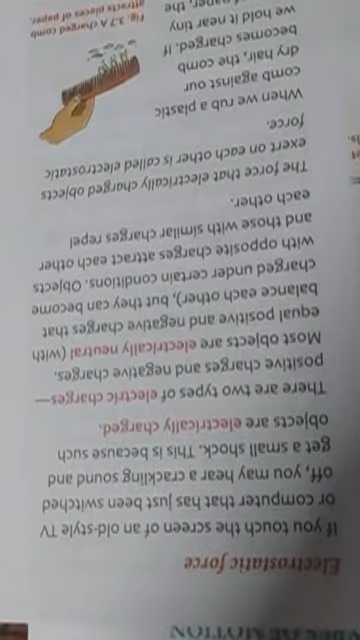 MOTION
Electrostatic force
If you touch the screen of an old-style TV
or computer that has just been switched
off, you may hear a crackling sound and
get a small shock. This is because such
objects are electrically charged.
There are two types of electric charges—
positive charges and negative charges.
Most objects are electrically neutral (with
equal positive and negative charges that
balance each other), but they can become
charged under certain conditions. Objects
with opposite charges attract each other
and those with similar charges repel
each other.
The force that electrically charged objects
exert on each other is called electrostatic
force.
When we rub a plastic
comb against our
dry hair, the comb
becomes charged. If
we hold it near tiny
of paper, the
Fig. 3.7 A charged comb
attracts pieces of paper.